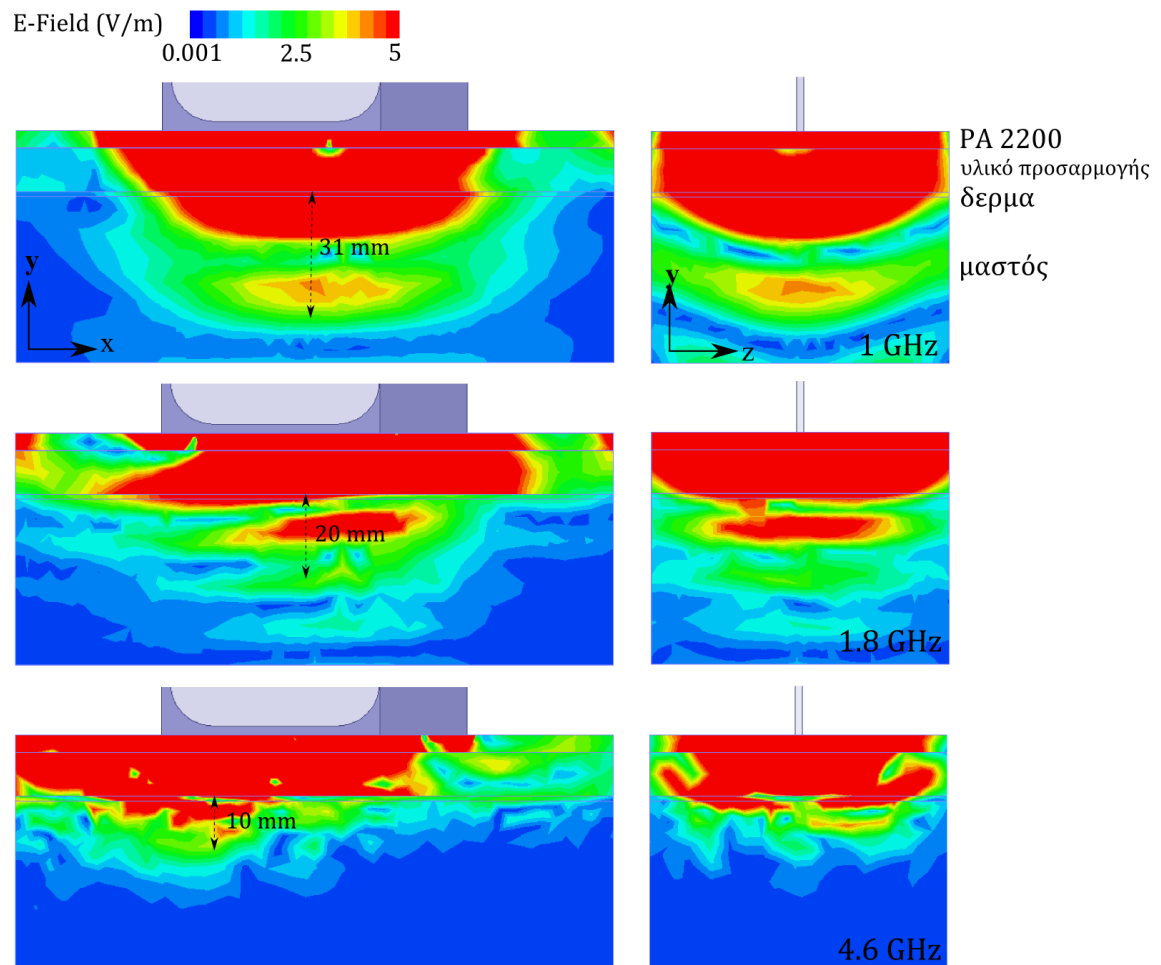 E-Field (V/m)
0.001 2.5 5
PA 2200
υλικό προσαρμογής
δερμα
μαστός
31 mm
y
x
y
z
1 GHz
20 mm
1.8 GHz
10 mm
4.6 GHz